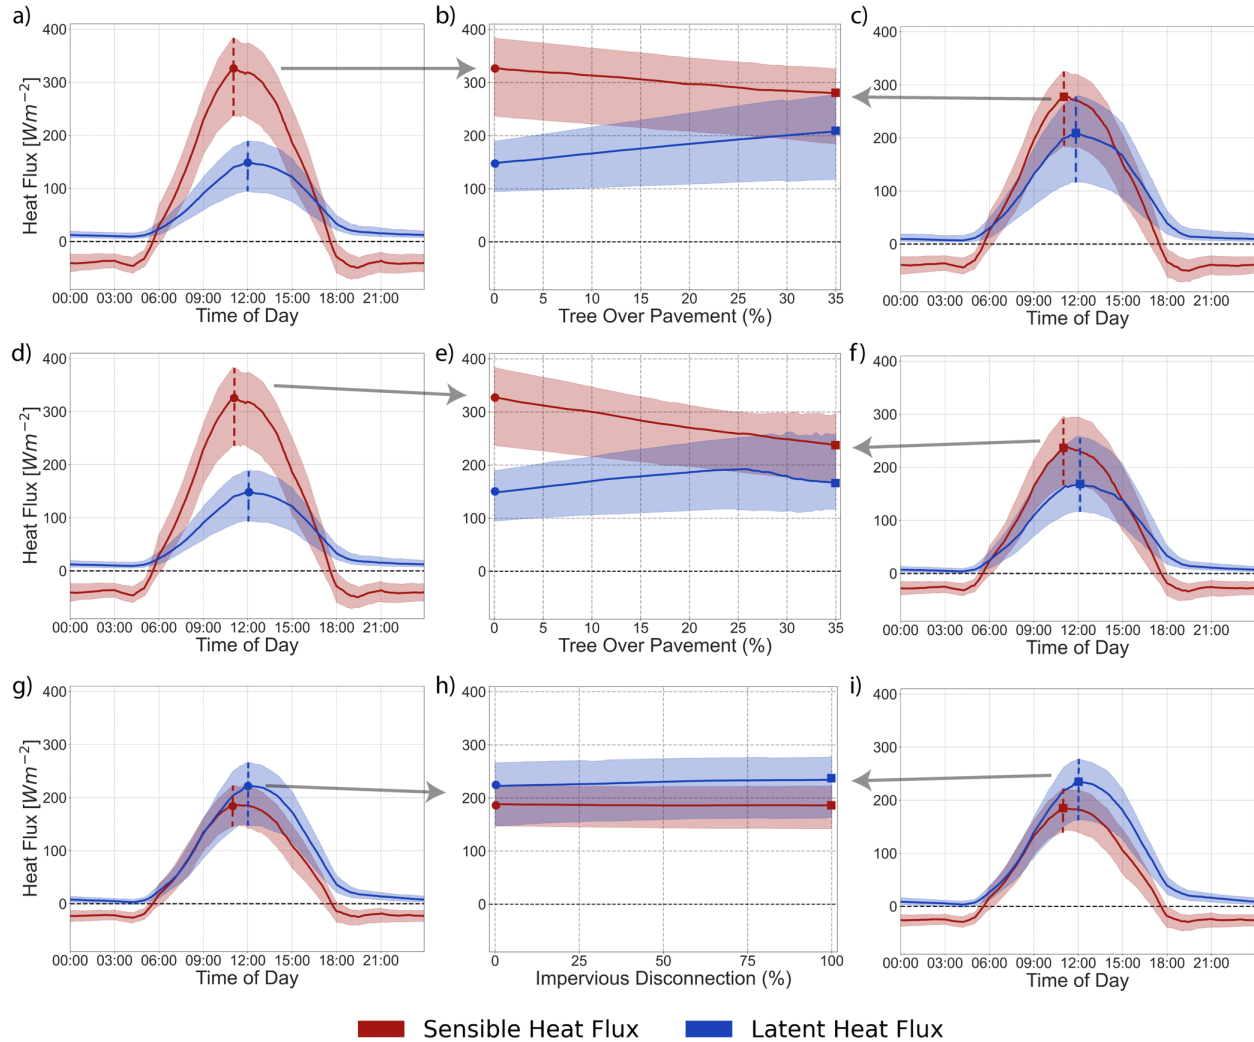 a)
b)
c)
Heat Flux [Wm⁻²]
400
300
200
100
0
00:00 03:00 06:00 09:00 12:00 15:00 18:00 21:00
Time of Day
400
300
200
100
0
0 5 10 15 20 25 30 35
Tree Over Pavement (%)
400
300
200
100
0
00:00 03:00 06:00 09:00 12:00 15:00 18:00 21:00
Time of Day
d)
e)
f)
Heat Flux [Wm⁻²]
400
300
200
100
0
00:00 03:00 06:00 09:00 12:00 15:00 18:00 21:00
Time of Day
400
300
200
100
0
0 5 10 15 20 25 30 35
Tree Over Pavement (%)
400
300
200
100
0
00:00 03:00 06:00 09:00 12:00 15:00 18:00 21:00
Time of Day
g)
h)
i)
Heat Flux [Wm⁻²]
400
300
200
100
0
00:00 03:00 06:00 09:00 12:00 15:00 18:00 21:00
Time of Day
400
300
200
100
0
0 25 50 75 100
Impervious Disconnection (%)
400
300
200
100
0
00:00 03:00 06:00 09:00 12:00 15:00 18:00 21:00
Time of Day
Sensible Heat Flux
Latent Heat Flux